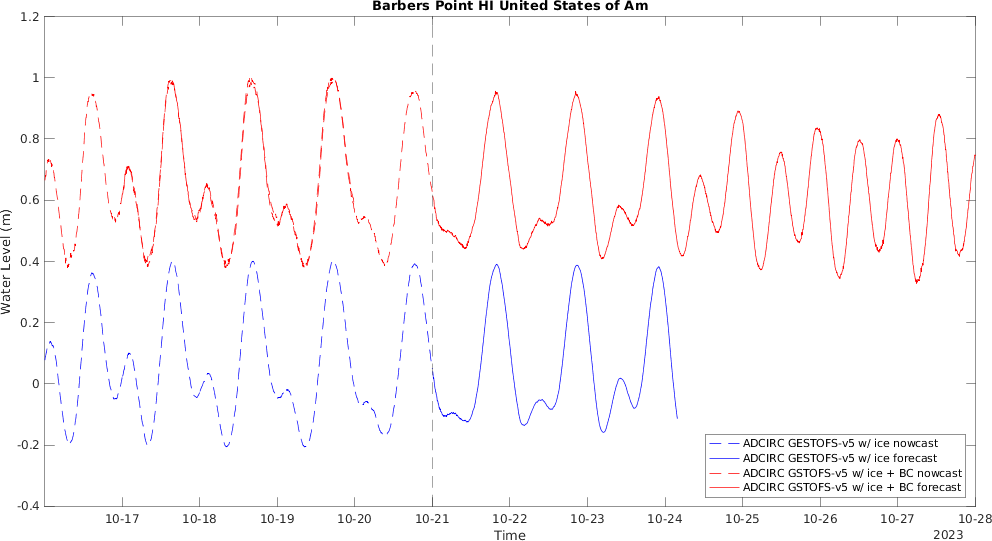 Barbers Point HI United States of Am
1.2
1
0.8
0.6
0.4
0.2
0
-0.2
-0.4
Water Level (m)
ADCIRC GESTOFS-v5 w/ ice nowcast
ADCIRC GESTOFS-v5 w/ ice forecast
ADCIRC GSTOFS-v5 w/ ice + BC nowcast
ADCIRC GSTOFS-v5 w/ ice + BC forecast
10-17 10-18 10-19 10-20 10-21 10-22 10-23 10-24 10-25 10-26 10-27 10-28
Time
2023